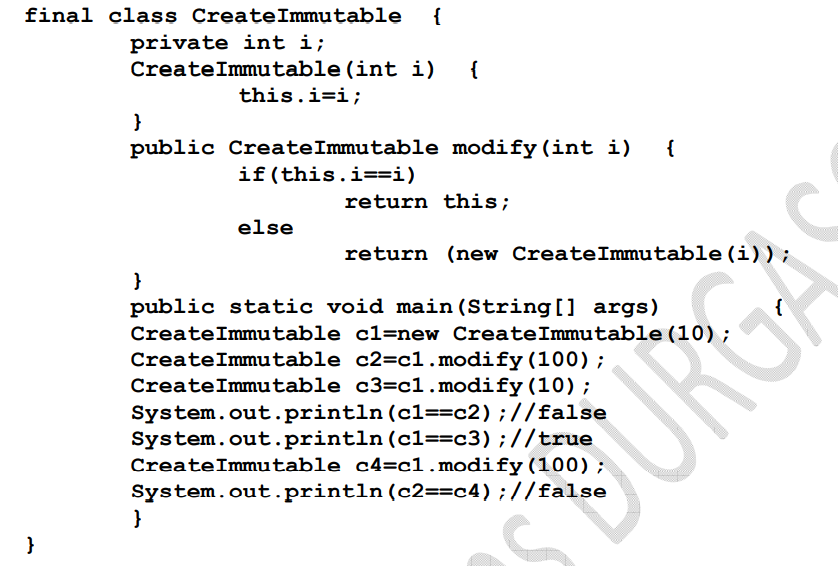 final class CreateImmutable {
private int i;
CreateImmutable(int i) {
this.i=i;
}
public CreateImmutable modify(int i) {
if(this.i==i)
return this;
else
return (new CreateImmutable(i));
}
public static void main(String[] args) {
CreateImmutable c1=new CreateImmutable(10);
CreateImmutable c2=c1.modify(100);
CreateImmutable c3=c1.modify(10);
System.out.println(c1==c2);//false
System.out.println(c1==c3);//true
CreateImmutable c4=c1.modify(100);
System.out.println(c2==c4);//false
}
}
DURGAS